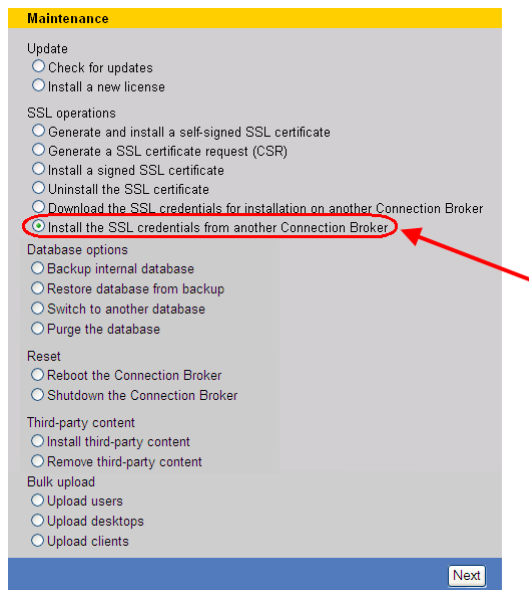 Maintenance
Update
Check for updates
Install a new license
SSL operations
Generate and install a self-signed SSL certificate
Generate a SSL certificate request (CSR)
Install a signed SSL certificate
Uninstall the SSL certificate
Download the SSL credentials for installation on another Connection Broker
Install the SSL credentials from another Connection Broker
Database options
Backup internal database
Restore database from backup
Switch to another database
Purge the database
Reset
Reboot the Connection Broker
Shutdown the Connection Broker
Third-party content
Install third-party content
Remove third-party content
Bulk upload
Upload users
Upload desktops
Upload clients
Next